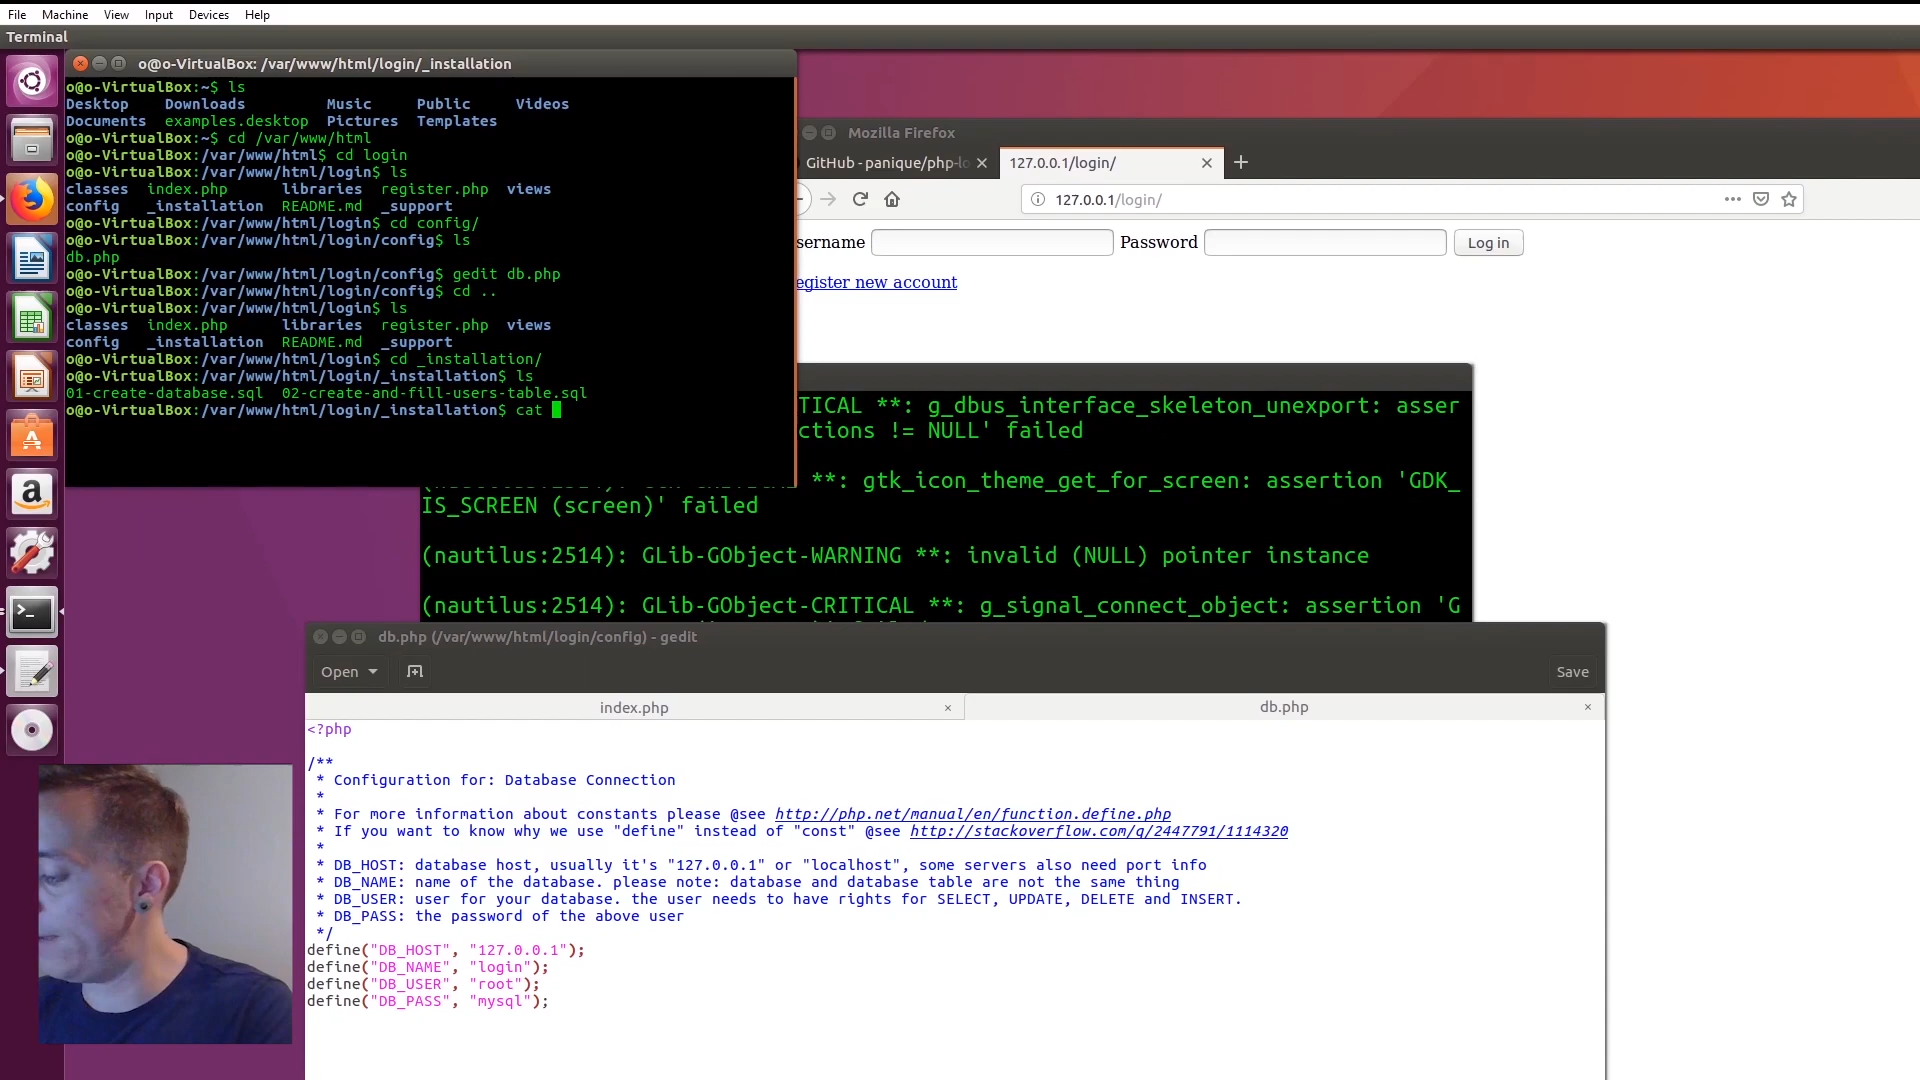 File Machine View Input Devices Help
Terminal
o@o-VirtualBox: /var/www/html/login/_installation
o@o-VirtualBox:~$ ls
Desktop Downloads Music Public Videos
Documents examples.desktop Pictures Templates
o@o-VirtualBox:~$ cd /var/www/html
o@o-VirtualBox:/var/www/html$ cd login
o@o-VirtualBox:/var/www/html/login$ ls
classes index.php libraries register.php views
config _installation README.md _support
o@o-VirtualBox:/var/www/html/login$ cd config/
o@o-VirtualBox:/var/www/html/login/config$ ls
db.php
o@o-VirtualBox:/var/www/html/login/config$ gedit db.php
o@o-VirtualBox:/var/www/html/login/config$ cd ..
o@o-VirtualBox:/var/www/html/login$ ls
classes index.php libraries register.php views
config _installation README.md _support
o@o-VirtualBox:/var/www/html/login$ cd _installation/
o@o-VirtualBox:/var/www/html/login/_installation$ ls
01-create-database.sql 02-create-and-fill-users-table.sql
o@o-VirtualBox:/var/www/html/login/_installation$ cat
Mozilla Firefox
GitHub - panique/php-lo
127.0.0.1/login/
127.0.0.1/login/
sername Password Log in
egister new account
TICAL **: g_dbus_interface_skeleton_unexport: asser
ctions != NULL' failed
**: gtk_icon_theme_get_for_screen: assertion 'GDK_
IS_SCREEN (screen)' failed
(nautilus:2514): GLib-GObject-WARNING **: invalid (NULL) pointer instance
(nautilus:2514): GLib-GObject-CRITICAL **: g_signal_connect_object: assertion 'G
db.php (/var/www/html/login/config) - gedit
Open Save
index.php db.php
<?php
/**
* Configuration for: Database Connection
*
* For more information about constants please @see http://php.net/manual/en/function.define.php
* If you want to know why we use "define" instead of "const" @see http://stackoverflow.com/q/2447791/1114320
*
* DB_HOST: database host, usually it's "127.0.0.1" or "localhost", some servers also need port info
* DB_NAME: name of the database. please note: database and database table are not the same thing
* DB_USER: user for your database. the user needs to have rights for SELECT, UPDATE, DELETE and INSERT.
* DB_PASS: the password of the above user
*/
define("DB_HOST", "127.0.0.1");
define("DB_NAME", "login");
define("DB_USER", "root");
define("DB_PASS", "mysql");